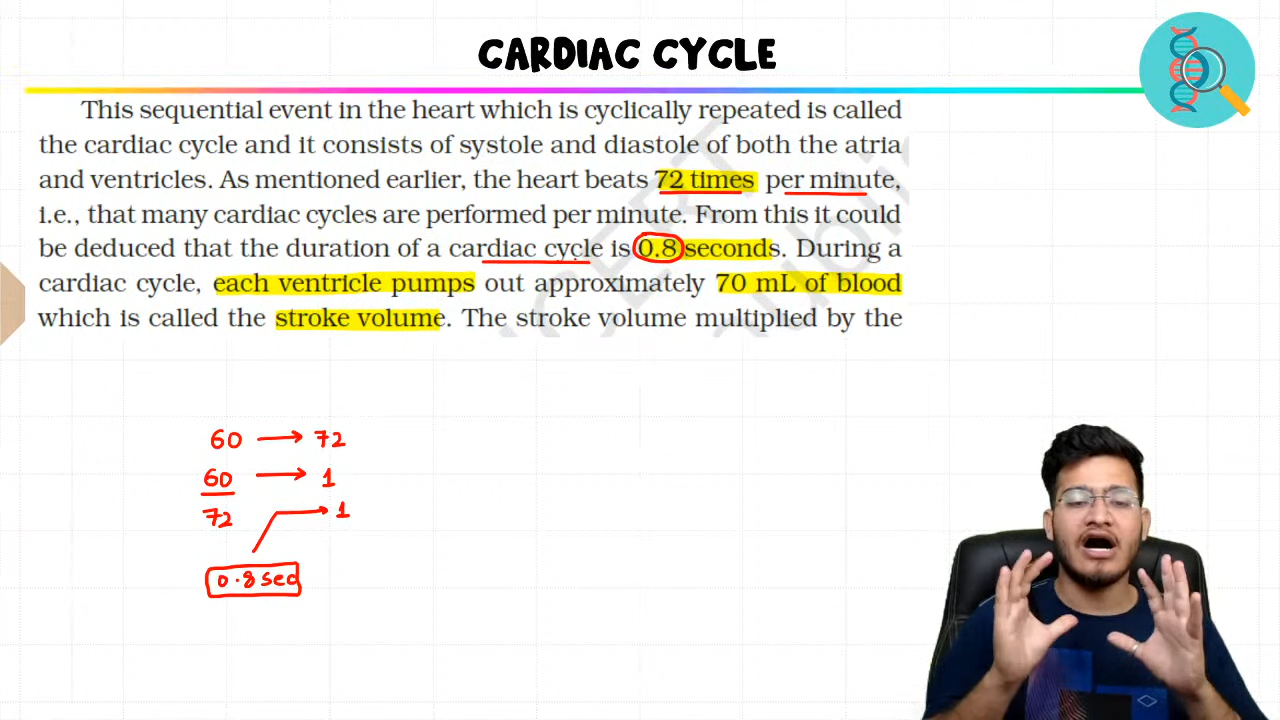 CARDIAC CYCLE
This sequential event in the heart which is cyclically repeated is called
the cardiac cycle and it consists of systole and diastole of both the atria
and ventricles. As mentioned earlier, the heart beats 72 times per minute,
i.e., that many cardiac cycles are performed per minute. From this it could
be deduced that the duration of a cardiac cycle is 0.8 seconds. During a
cardiac cycle, each ventricle pumps out approximately 70 mL of blood
which is called the stroke volume. The stroke volume multiplied by the
60 → 72
60 → 1
72 → 1
0.8 sec